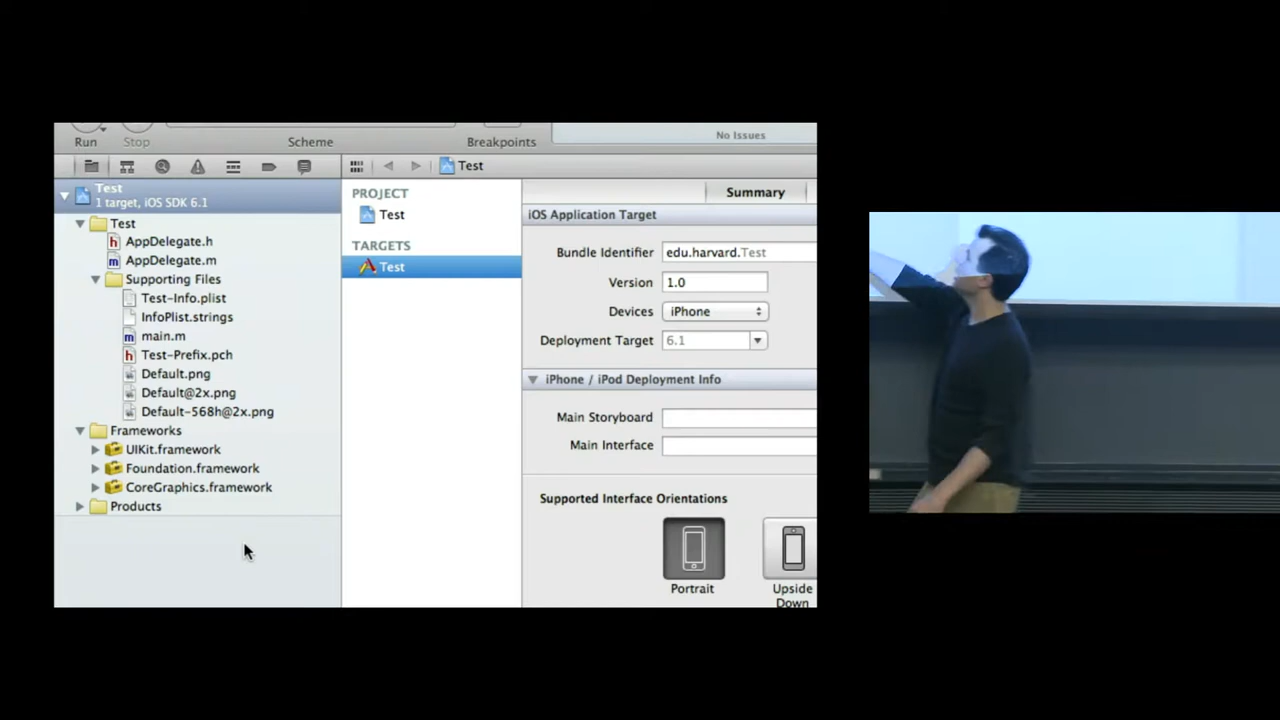 Run
Stop
Scheme
Breakpoints
No Issues
Test
Test
1 target, iOS SDK 6.1
Test
AppDelegate.h
AppDelegate.m
Supporting Files
Test-Info.plist
InfoPlist.strings
main.m
Test-Prefix.pch
Default.png
Default@2x.png
Default-568h@2x.png
Frameworks
UIKit.framework
Foundation.framework
CoreGraphics.framework
Products
PROJECT
Test
TARGETS
Test
Summary
iOS Application Target
Bundle Identifier edu.harvard.Test
Version 1.0
Devices iPhone
Deployment Target 6.1
iPhone / iPod Deployment Info
Main Storyboard
Main Interface
Supported Interface Orientations
Portrait
Upside
Down